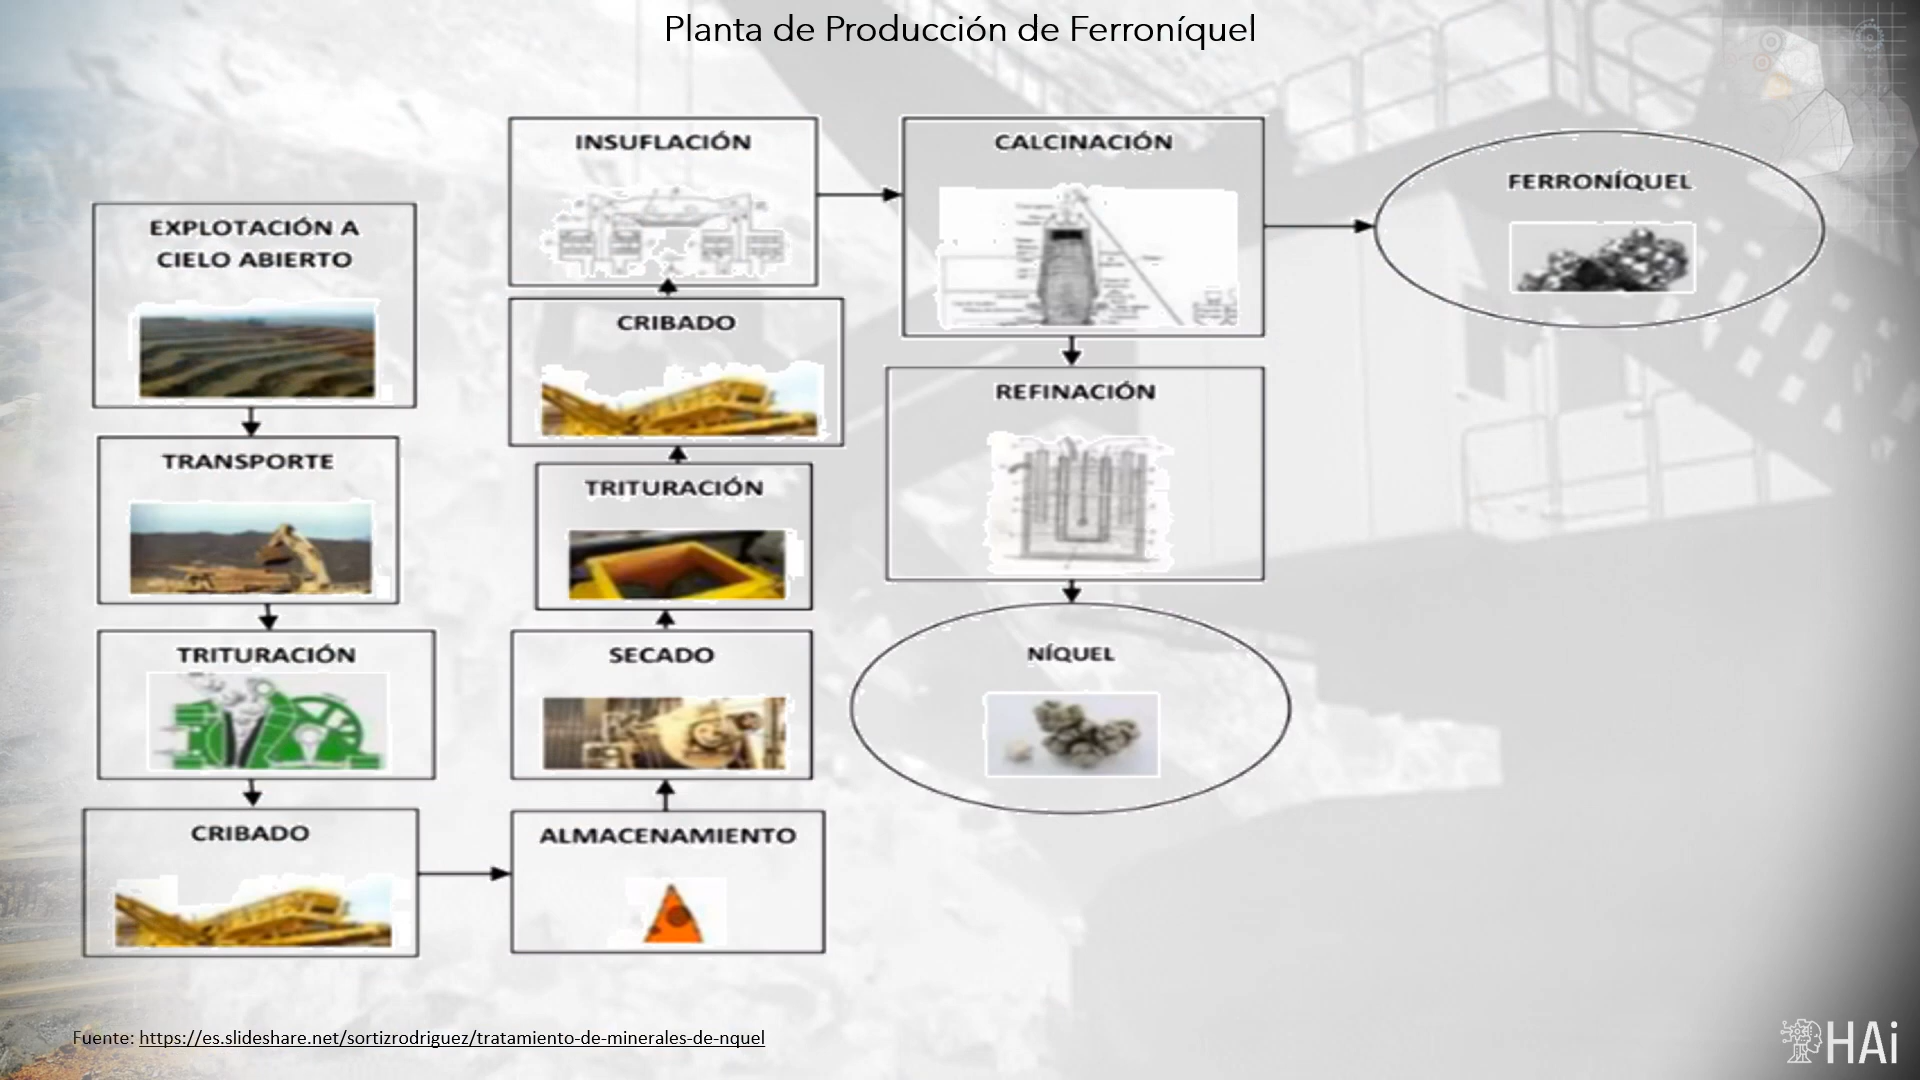 Planta de Producción de Ferroníquel
EXPLOTACIÓN A
CIELO ABIERTO
TRANSPORTE
TRITURACIÓN
CRIBADO
ALMACENAMIENTO
SECADO
TRITURACIÓN
CRIBADO
INSUFLACIÓN
CALCINACIÓN
FERRONÍQUEL
REFINACIÓN
NÍQUEL
Fuente: https://es.slideshare.net/sortizrodriguez/tratamiento-de-minerales-de-nquel
HAi